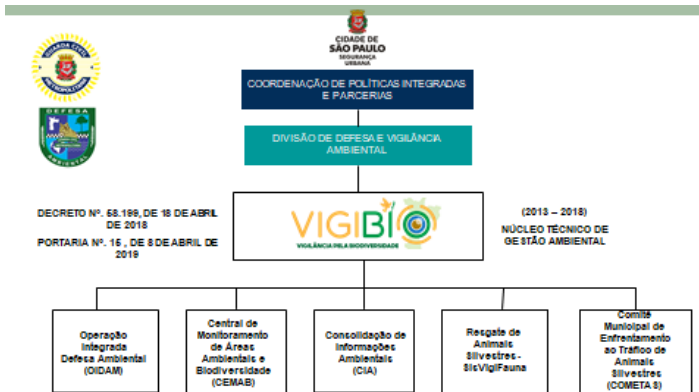 CIDADE DE
SÃO PAULO
SEGURANÇA
URBANA
GUARDA CIVIL
METROPOLITANA
DEFESA
AMBIENTAL
COORDENAÇÃO DE POLÍTICAS INTEGRADAS
E PARCERIAS
DIVISÃO DE DEFESA E VIGILÂNCIA
AMBIENTAL
DECRETO Nº. 58.199, DE 18 DE ABRIL
DE 2018
PORTARIA Nº. 15 , DE 8 DE ABRIL DE
2019
VIGIBIO
VIGILÂNCIA PELA BIODIVERSIDADE
(2013 – 2018)
NÚCLEO TÉCNICO DE
GESTÃO AMBIENTAL
Operação
Integrada
Defesa Ambiental
(OIDAM)
Central de
Monitoramento
de Áreas
Ambientais e
Biodiversidade
(CEMAB)
Consolidação de
Informações
Ambientais
(CIA)
Resgate de
Animais
Silvestres -
SisVigiFauna
Comitê
Municipal de
Enfrentamento
ao Tráfico de
Animais
Silvestres
(COMETAS)